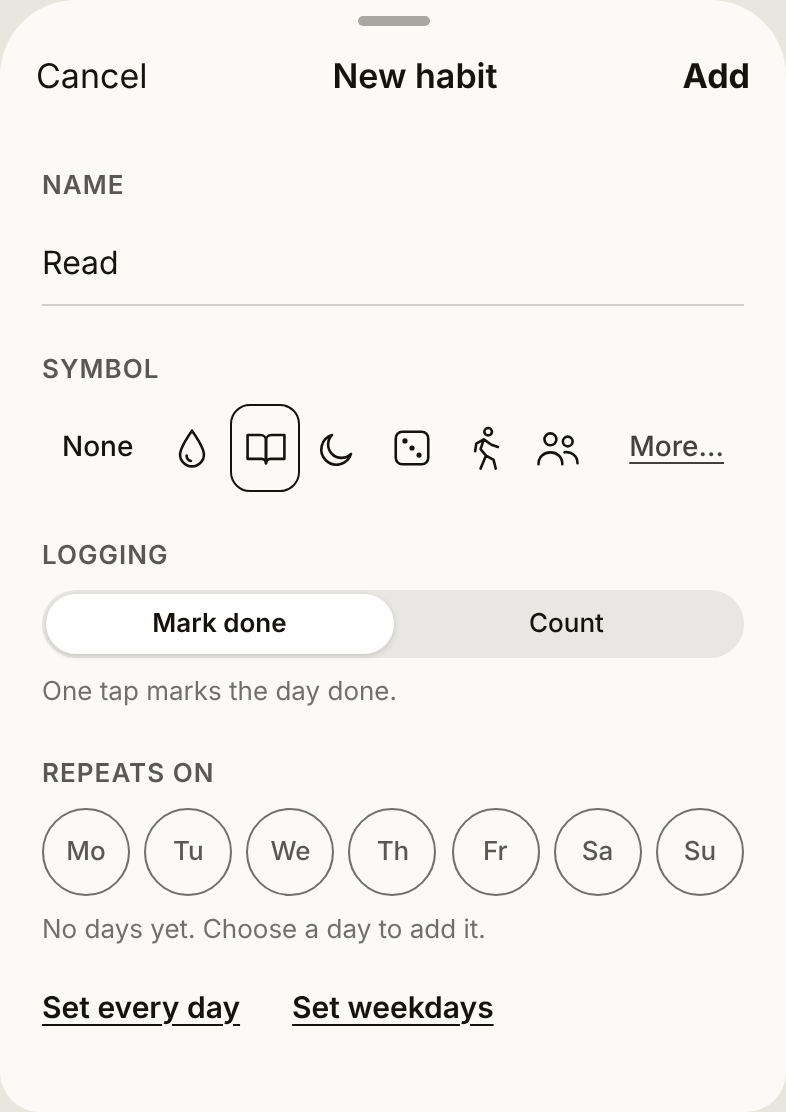 Cancel New habit Add
NAME
Read
SYMBOL
None More...
LOGGING
Mark done Count
One tap marks the day done.
REPEATS ON
Mo Tu We Th Fr Sa Su
No days yet. Choose a day to add it.
Set every day Set weekdays